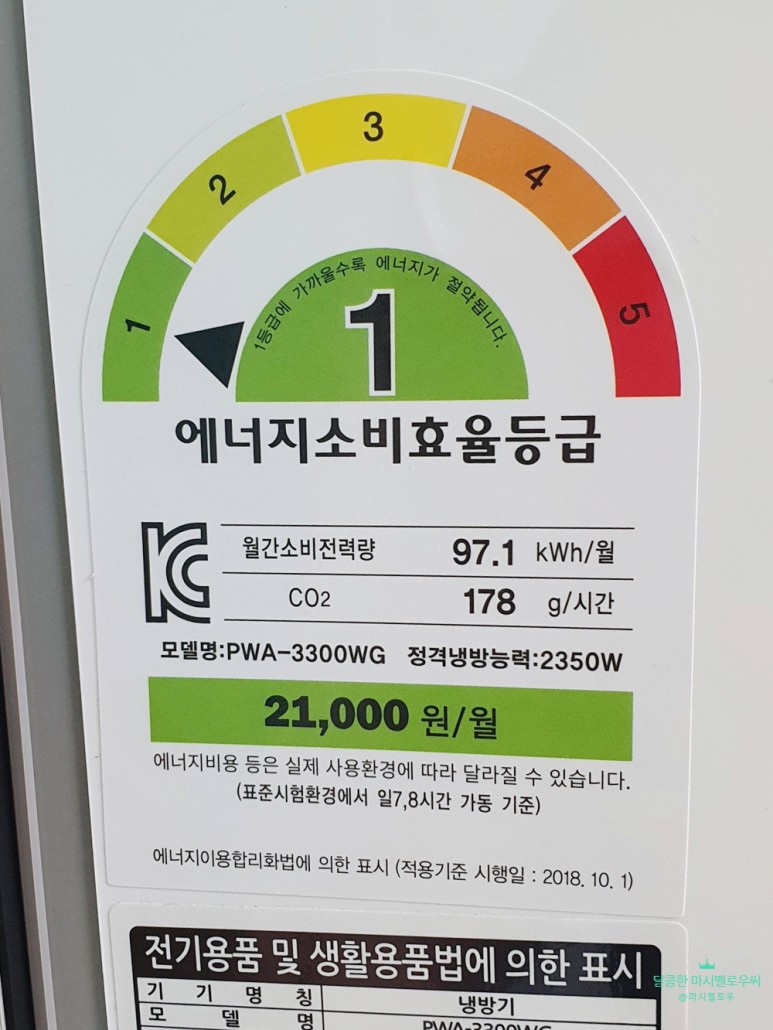 1
2
3
4
5
1등급에 가까울수록 에너지가 절약됩니다.
1
에너지소비효율등급
월간소비전력량 97.1 kWh/월
CO2 178 g/시간
모델명:PWA-3300WG 정격냉방능력:2350W
21,000 원/월
에너지비용 등은 실제 사용환경에 따라 달라질 수 있습니다.
(표준시험환경에서 일7,8시간 가동 기준)
에너지이용합리화법에 의한 표시 (적용기준 시행일 : 2018. 10. 1)
전기용품 및 생활용품법에 의한 표시
기기명칭 냉방기
모델명 PWA-3300WG
달콤한 마시멜로우씨
@마시멜로우